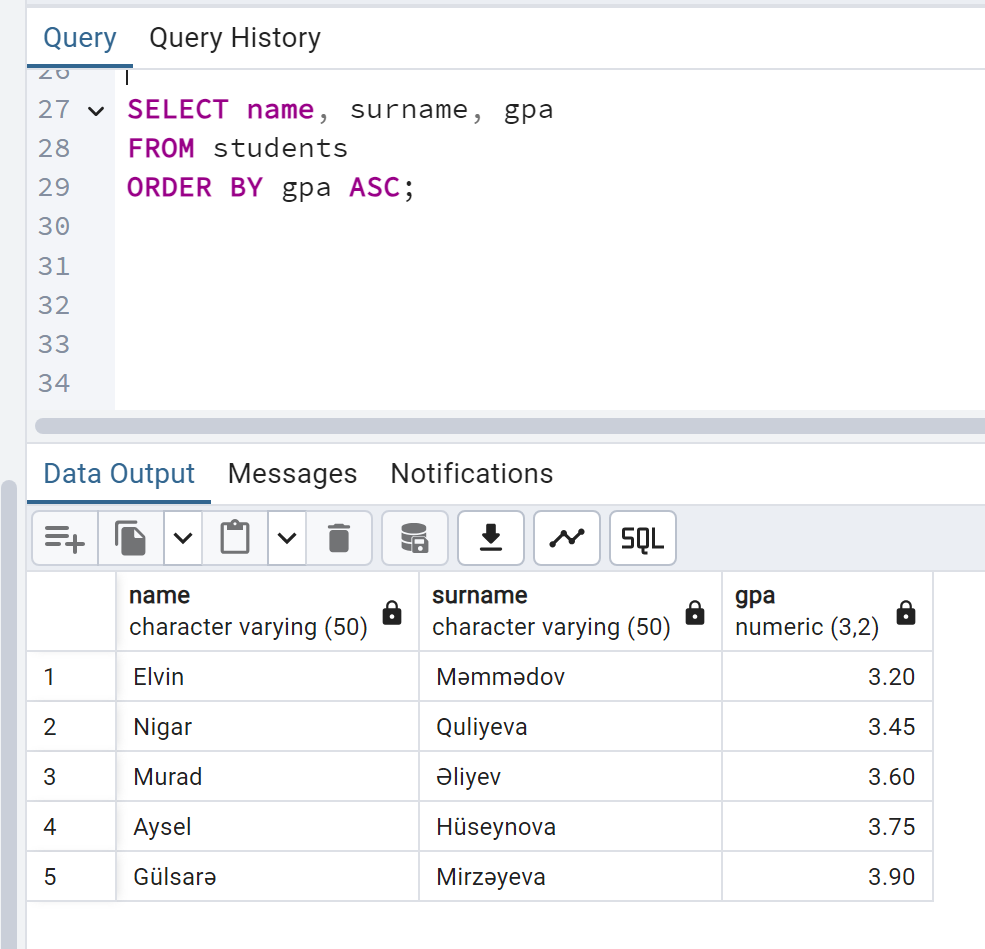 Query Query History
26
27 SELECT name, surname, gpa
28 FROM students
29 ORDER BY gpa ASC;
30
31
32
33
34
Data Output Messages Notifications
SQL
name surname gpa
character varying (50) character varying (50) numeric (3,2)
1 Elvin Məmmədov 3.20
2 Nigar Quliyeva 3.45
3 Murad Əliyev 3.60
4 Aysel Hüseynova 3.75
5 Gülsarə Mirzəyeva 3.90